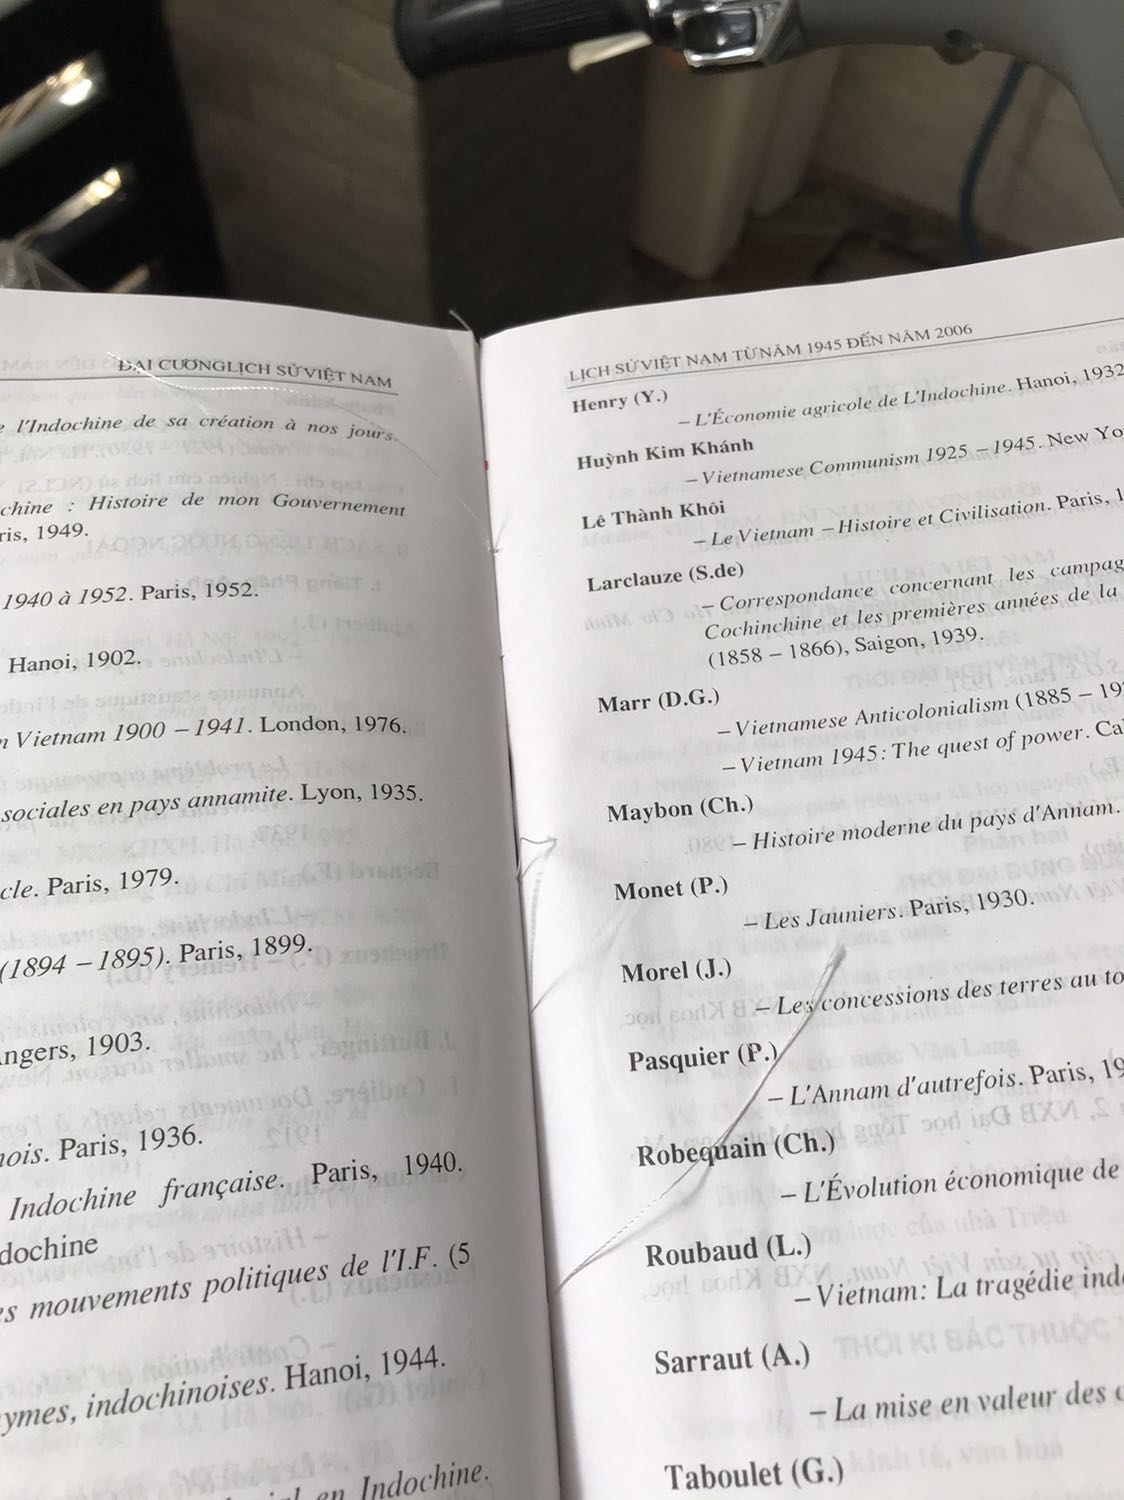 ĐẠI CƯƠNGLỊCH SỬ VIỆT NAM
l'Indochine de sa création à nos jours.
chine : Histoire de mon Gouvernement
ris, 1949.
1940 à 1952. Paris, 1952.
Hanoi, 1902.
n Vietnam 1900 – 1941. London, 1976.
sociales en pays annamite. Lyon, 1935.
cle. Paris, 1979.
(1894 – 1895). Paris, 1899.
ngers, 1903.
nois. Paris, 1936.
Indochine française. Paris, 1940.
dochine
es mouvements politiques de l'I.F. (5
ymes, indochinoises. Hanoi, 1944.
en Indochine.
LỊCH SỬ VIỆT NAM TỪ NĂM 1945 ĐẾN NĂM 2006
Henry (Y.)
– L'Économie agricole de L'Indochine. Hanoi, 1932
Huỳnh Kim Khánh
– Vietnamese Communism 1925 – 1945. New Yo
Lê Thành Khôi
– Le Vietnam – Histoire et Civilisation. Paris, 1
Larclauze (S.de)
– Correspondance concernant les campag
Cochinchine et les premières années de la
(1858 – 1866), Saigon, 1939.
Marr (D.G.)
– Vietnamese Anticolonialism (1885 – 19
– Vietnam 1945: The quest of power. Ca
Maybon (Ch.)
– Histoire moderne du pays d'Annam.
Monet (P.)
– Les Jauniers. Paris, 1930.
Morel (J.)
– Les concessions des terres au to
Pasquier (P.)
– L'Annam d'autrefois. Paris, 19
Robequain (Ch.)
– L'Évolution économique de
Roubaud (L.)
– Vietnam: La tragédie ind
Sarraut (A.)
– La mise en valeur des c
Taboulet (G.)